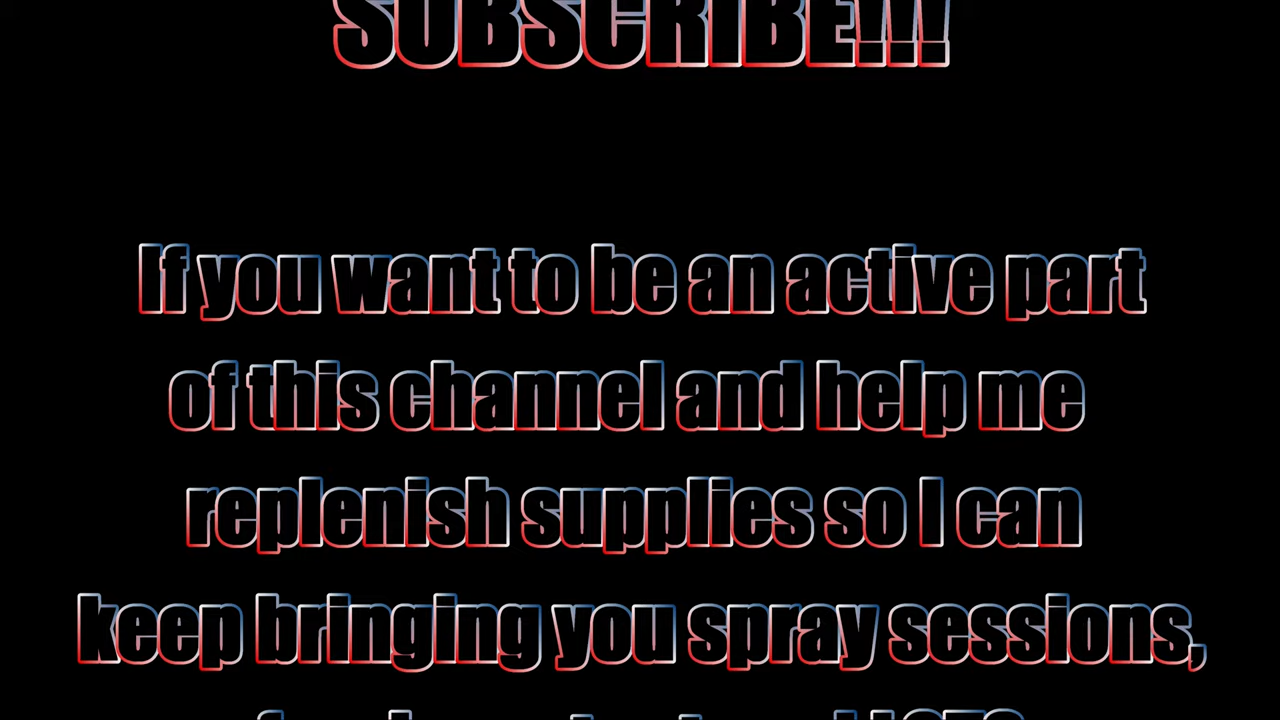 SUBSCRIBE!!!
If you want to be an active part
of this channel and help me
replenish supplies so I can
keep bringing you spray sessions,